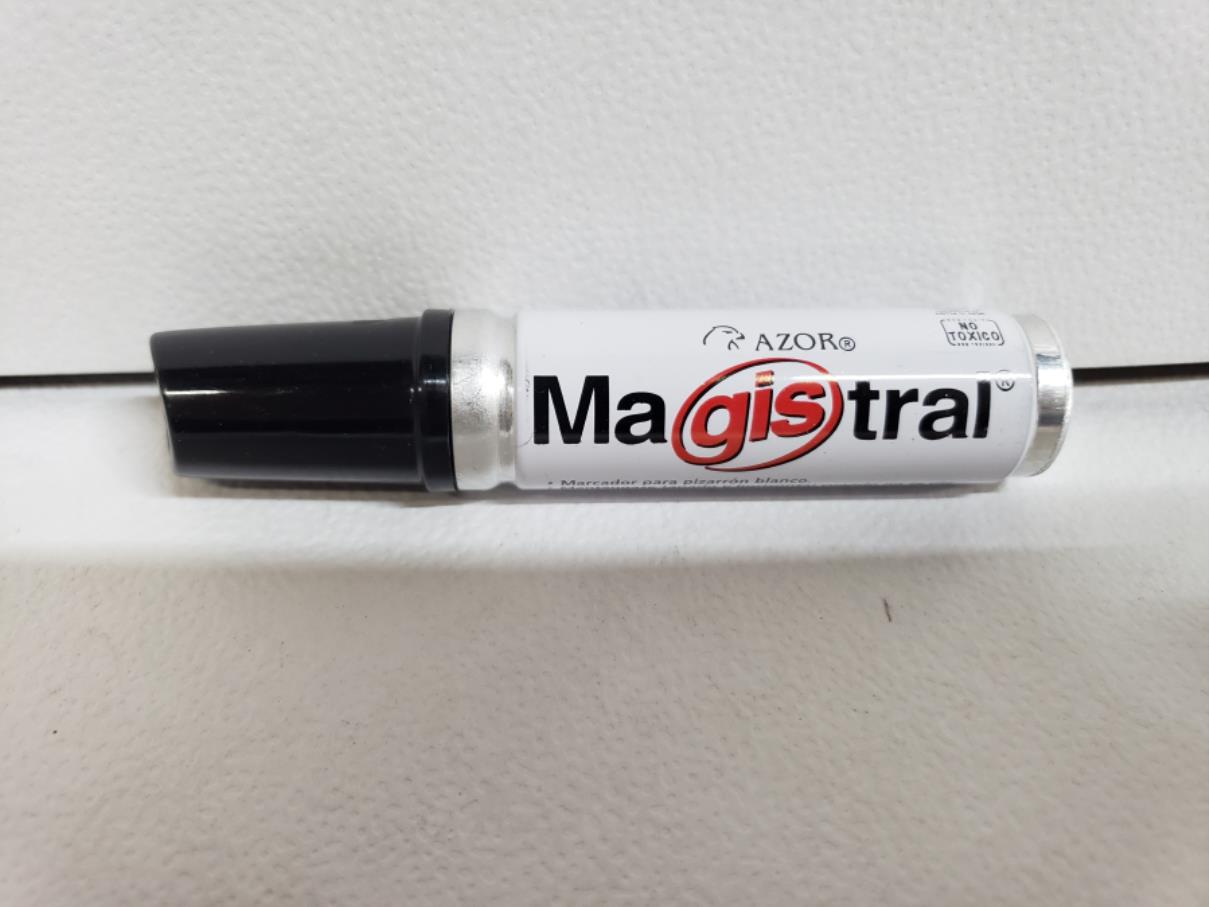 AZOR®
NO
TOXICO
Magistral®
• Marcador para pizarrón blanco.